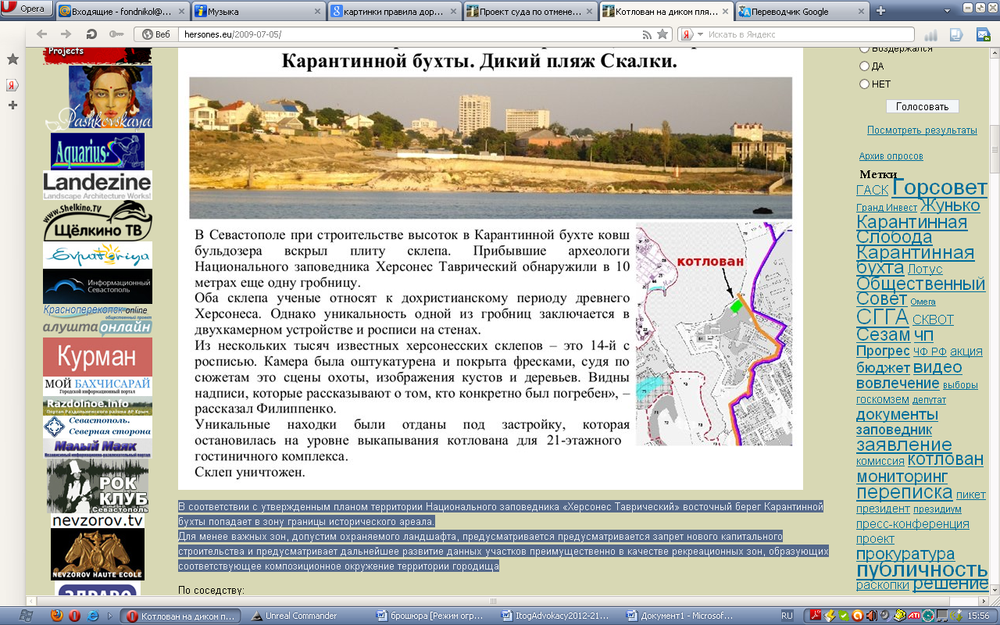 Opera
Входящие - fondnikol@...
Музыка
картинки правила дор...
Проект суда по отмене...
Котлован на диком пля...
Переводчик Google
Веб
hersones.eu/2009-07-05/
Искать в Яндекс
Projects
Pashkovskaya
Aquarius-S
Landezine
Landscape Architecture Works!
www.Shelkino.TV
ЩЁлкино ТВ
Evpatoriya
Информационный
Севастополь
Красноперекопск-online
общественный проект
алушта онлайн
Курман
МОЙ БАХЧИСАРАЙ
Городской информационный портал
Razdolnoe.info
Портал Раздольненского района АР Крым
Севастополь.
Северная сторона
Малый Маяк
Независимый информационно-развлекательный портал
РОК
КЛУБ
СЕВАСТОПОЛЬ
nevzorov.tv
NEVZOROV HAUTE ECOLE
ЗДРАВО
Карантинной бухты. Дикий пляж Скалки.
В Севастополе при строительстве высоток в Карантинной бухте ковш
бульдозера вскрыл плиту склепа. Прибывшие археологи
Национального заповедника Херсонес Таврический обнаружили в 10
метрах еще одну гробницу.
Оба склепа ученые относят к дохристианскому периоду древнего
Херсонеса. Однако уникальность одной из гробниц заключается в
двухкамерном устройстве и росписи на стенах.
Из нескольких тысяч известных херсонесских склепов – это 14-й с
росписью. Камера была оштукатурена и покрыта фресками, судя по
сюжетам это сцены охоты, изображения кустов и деревьев. Видны
надписи, которые рассказывают о том, кто конкретно был погребен», –
рассказал Филиппенко.
Уникальные находки были отданы под застройку, которая
остановилась на уровне выкапывания котлована для 21-этажного
гостиничного комплекса.
Склеп уничтожен.
котлован
В соответствии с утвержденным планом территории Национального заповедника «Херсонес Таврический» восточный берег Карантинной
бухты попадает в зону границы исторического ареала.
Для менее важных зон, допустим охраняемого ландшафта, предусматривается предусматривается запрет нового капитального
строительства и предусматривает дальнейшее развитие данных участков преимущественно в качестве рекреационных зон, образующих
соответствующее композиционное окружение территории городища
По соседству:
Воздержался
ДА
НЕТ
Голосовать
Посмотреть результаты
Архив опросов
Метки
ГАСК Горсовет
Гранд Инвест Жунько
Карантинная
Слобода
Карантинная
бухта Лотус
Общественный
Совет Омега
СГГА СКВОТ
Сезам ЧП
Прогрес ЧФ РФ акция
бюджет видео
вовлечение выборы
госкомзем депутат
документы
заповедник
заявление
комиссия котлован
мониторинг
переписка пикет
президент президиум
пресс-конференция
проект
прокуратура
публичность
раскопки решение
Котлован на диком п...
Unreal Commander
брошюра [Режим огр...
ItogAdvokacy2012-21...
Документ1 - Microsof...
RU
15:56